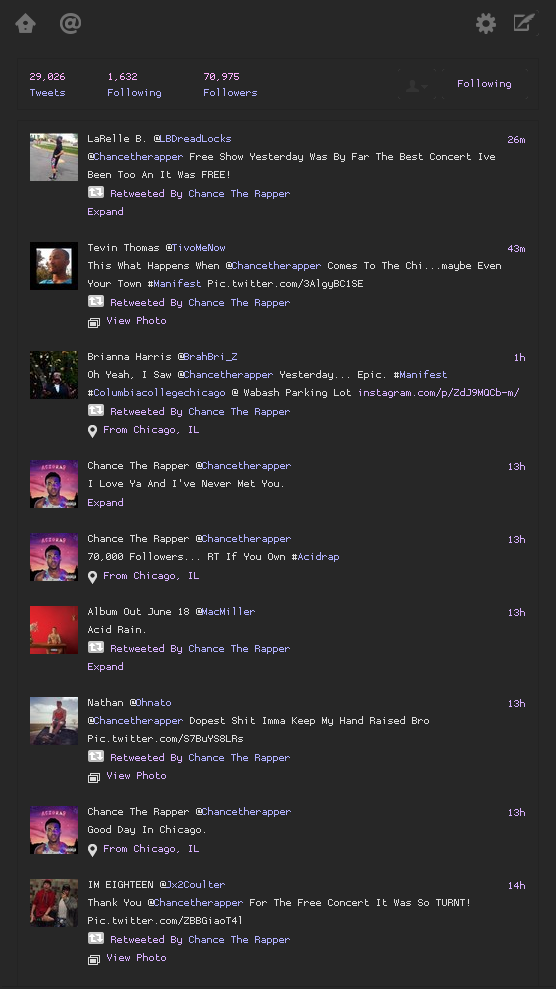 29,026 1,632 70,975
Tweets Following Followers Following
LaRelle B. @LBDreadLocks 26m
@Chancetherapper Free Show Yesterday Was By Far The Best Concert Ive
Been Too An It Was FREE!
Retweeted By Chance The Rapper
Expand
Tevin Thomas @TivoMeNow 43m
This What Happens When @Chancetherapper Comes To The Chi...maybe Even
Your Town #Manifest Pic.twitter.com/3AlgyBC1SE
Retweeted By Chance The Rapper
View Photo
Brianna Harris @BrahBri_Z 1h
Oh Yeah, I Saw @Chancetherapper Yesterday... Epic. #Manifest
#Columbiacollegechicago @ Wabash Parking Lot instagram.com/p/ZdJ9MQCb-m/
Retweeted By Chance The Rapper
From Chicago, IL
Chance The Rapper @Chancetherapper 13h
I Love Ya And I've Never Met You.
Expand
Chance The Rapper @Chancetherapper 13h
70,000 Followers... RT If You Own #Acidrap
From Chicago, IL
Album Out June 18 @MacMiller 13h
Acid Rain.
Retweeted By Chance The Rapper
Expand
Nathan @Ohnato 13h
@Chancetherapper Dopest Shit Imma Keep My Hand Raised Bro
Pic.twitter.com/S7BuYS8LRs
Retweeted By Chance The Rapper
View Photo
Chance The Rapper @Chancetherapper 13h
Good Day In Chicago.
From Chicago, IL
IM EIGHTEEN @Jx2Coulter 14h
Thank You @Chancetherapper For The Free Concert It Was So TURNT!
Pic.twitter.com/ZBBGiaoT4l
Retweeted By Chance The Rapper
View Photo